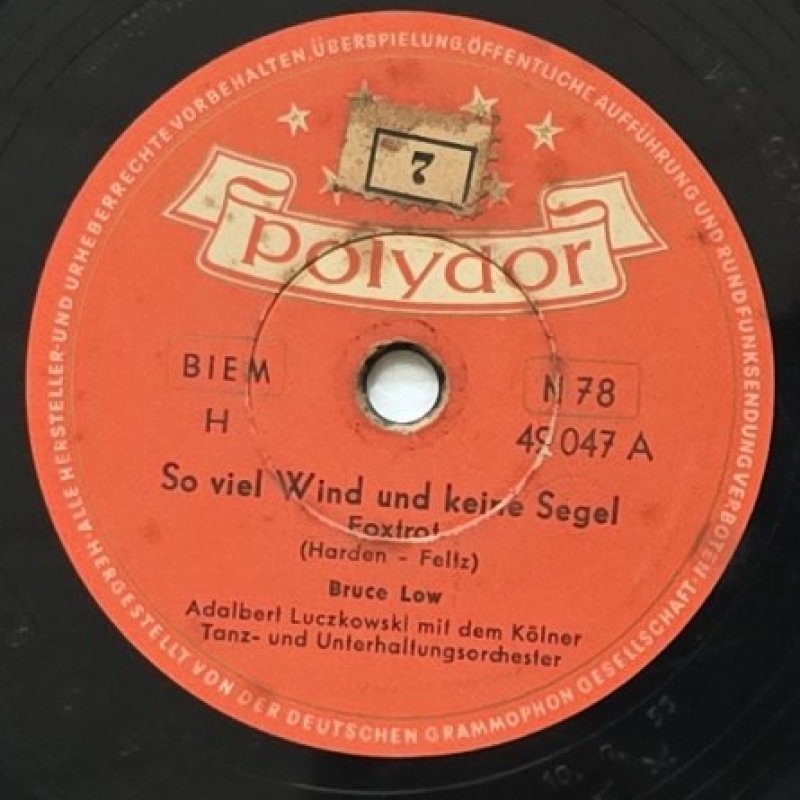 ALLE HERSTELLER- UND URHEBERRECHTE VORBEHALTEN, ÜBERSPIELUNG, ÖFFENTLICHE AUFFÜHRUNG UND RUNDFUNKSENDUNG VERBOTEN · HERGESTELLT VON DER DEUTSCHEN GRAMMOPHON GESELLSCHAFT ·
7
polydor
BIEM
N 78
H
49047 A
So viel Wind und keine Segel
Foxtrot
(Harden - Feltz)
Bruce Low
Adalbert Luczkowski mit dem Kölner
Tanz- und Unterhaltungsorchester